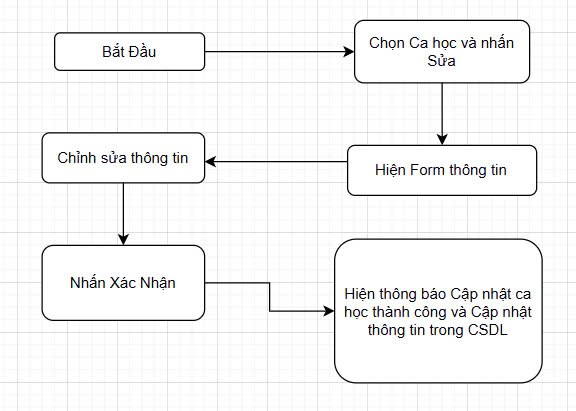 Bắt Đầu
Chọn Ca học và nhấn
Sửa
Hiện Form thông tin
Chỉnh sửa thông tin
Nhấn Xác Nhận
Hiện thông báo Cập nhật ca
học thành công và Cập nhật
thông tin trong CSDL